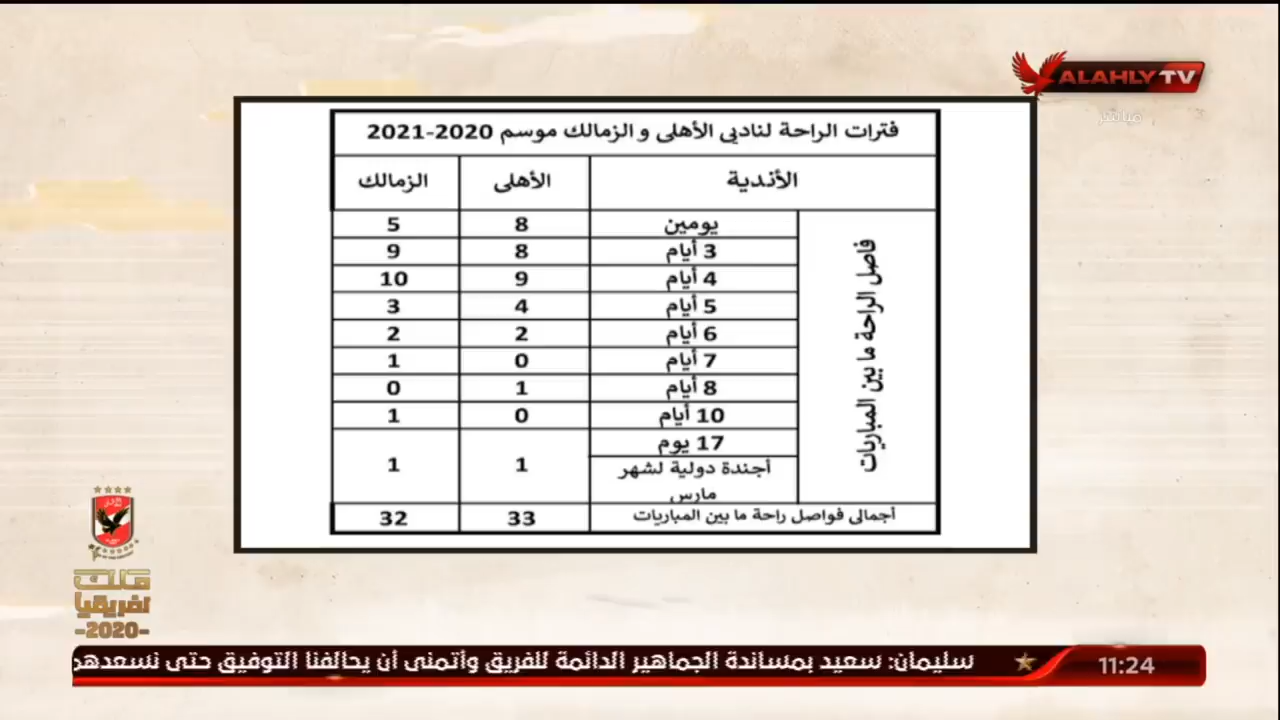 ALAHLY TV
مباشر
فترات الراحة لناديى الأهلى و الزمالك موسم 2020-2021
الأندية الأهلى الزمالك
فاصل الراحة ما بين المباريات
يومين 8 5
3 أيام 8 9
4 أيام 9 10
5 أيام 4 3
6 أيام 2 2
7 أيام 0 1
8 أيام 1 0
10 أيام 0 1
17 يوم
أجندة دولية لشهر
مارس
1 1
أجمالى فواصل راحة ما بين المباريات 33 32
ملك
افريقيا
-2020-
11:24
سليمان: سعيد بمساندة الجماهير الدائمة للفريق وأتمنى أن يحالفنا التوفيق حتى نسعدهم